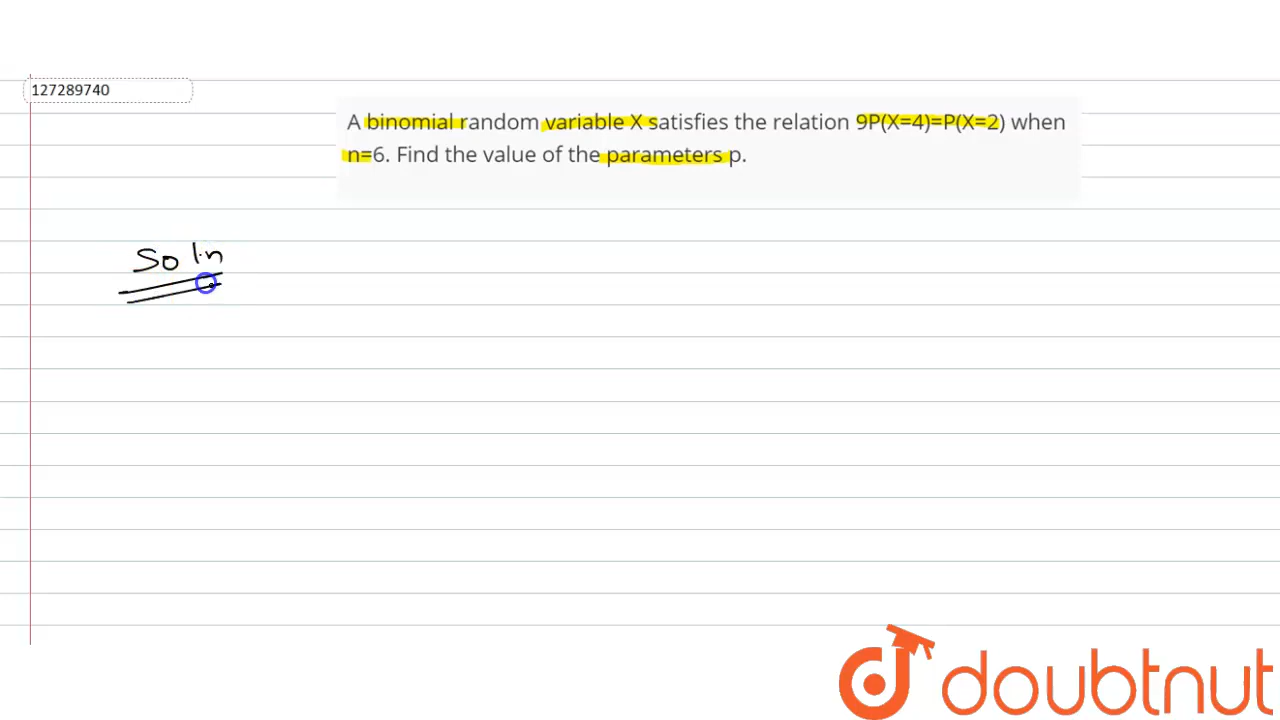 127289740
A binomial random variable X satisfies the relation 9P(X=4)=P(X=2) when
n=6. Find the value of the parameters p.
Soln
doubtnut